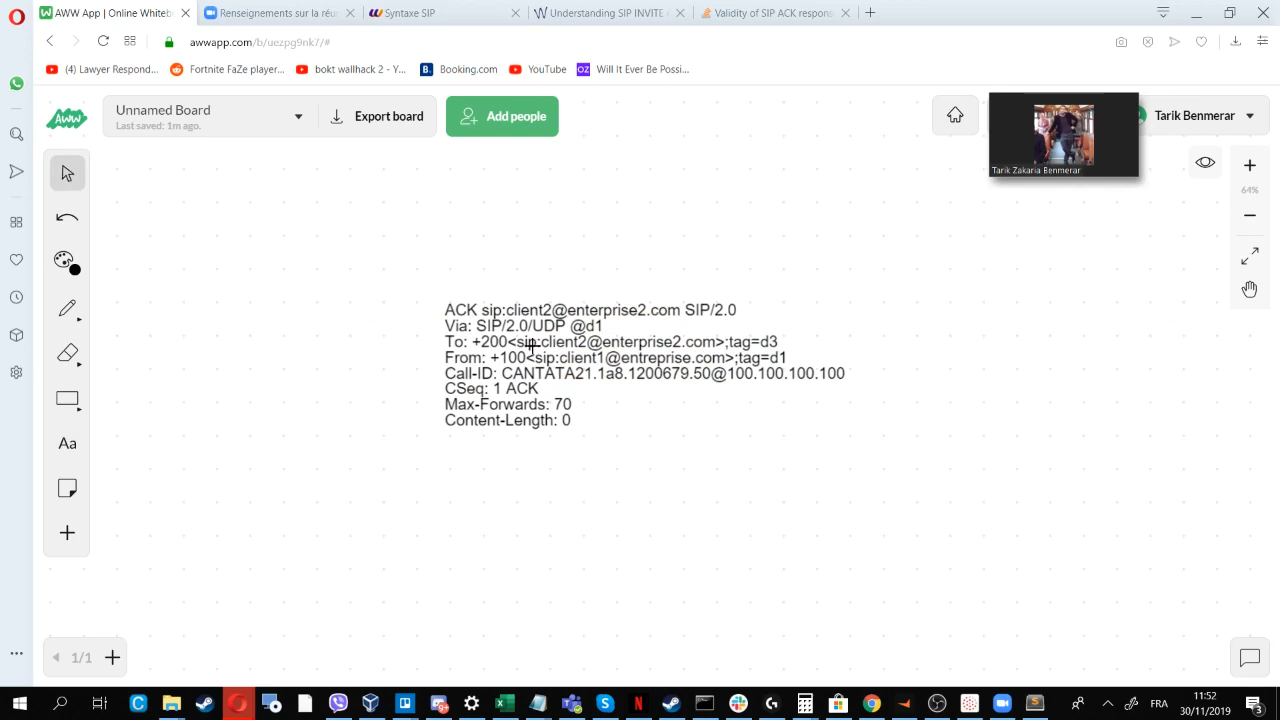 AWW App | Online Whiteb
Renseignements sur la réu
Syntaxe SIP
Understanding SIP INVITE
Validity of SIP ACK respons
awwapp.com/b/uezpg9nk7/#
(4) Lawyer Respond...
Fortnite FaZe player...
bokt wallhack 2 - Y...
Booking.com
YouTube
Will It Ever Be Possi...
AWW
Unnamed Board
Last saved: 1m ago.
Export board
Add people
Tarik Benmerar
Tarik Zakaria Benmerar
64%
ACK sip:client2@enterprise2.com SIP/2.0
Via: SIP/2.0/UDP @d1
To: +200<sip:client2@enterprise2.com>;tag=d3
From: +100<sip:client1@entreprise.com>;tag=d1
Call-ID: CANTATA21.1a8.1200679.50@100.100.100.100
CSeq: 1 ACK
Max-Forwards: 70
Content-Length: 0
Aa
1/1
FRA
11:52
30/11/2019
3